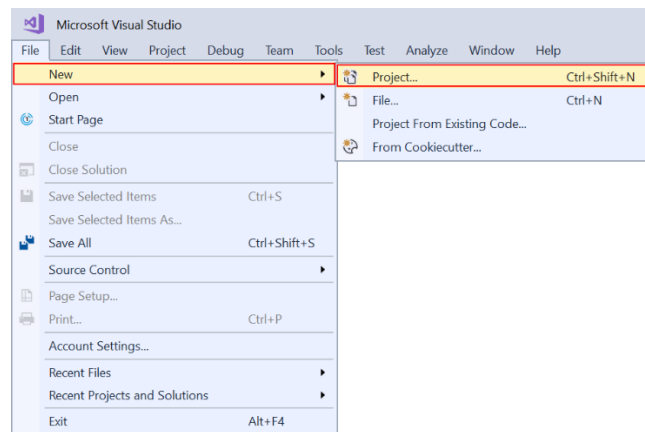 Microsoft Visual Studio
File Edit View Project Debug Team Tools Test Analyze Window Help
New
Project... Ctrl+Shift+N
Open
File... Ctrl+N
Start Page
Project From Existing Code...
Close
From Cookiecutter...
Close Solution
Save Selected Items Ctrl+S
Save Selected Items As...
Save All Ctrl+Shift+S
Source Control
Page Setup...
Print... Ctrl+P
Account Settings...
Recent Files
Recent Projects and Solutions
Exit Alt+F4